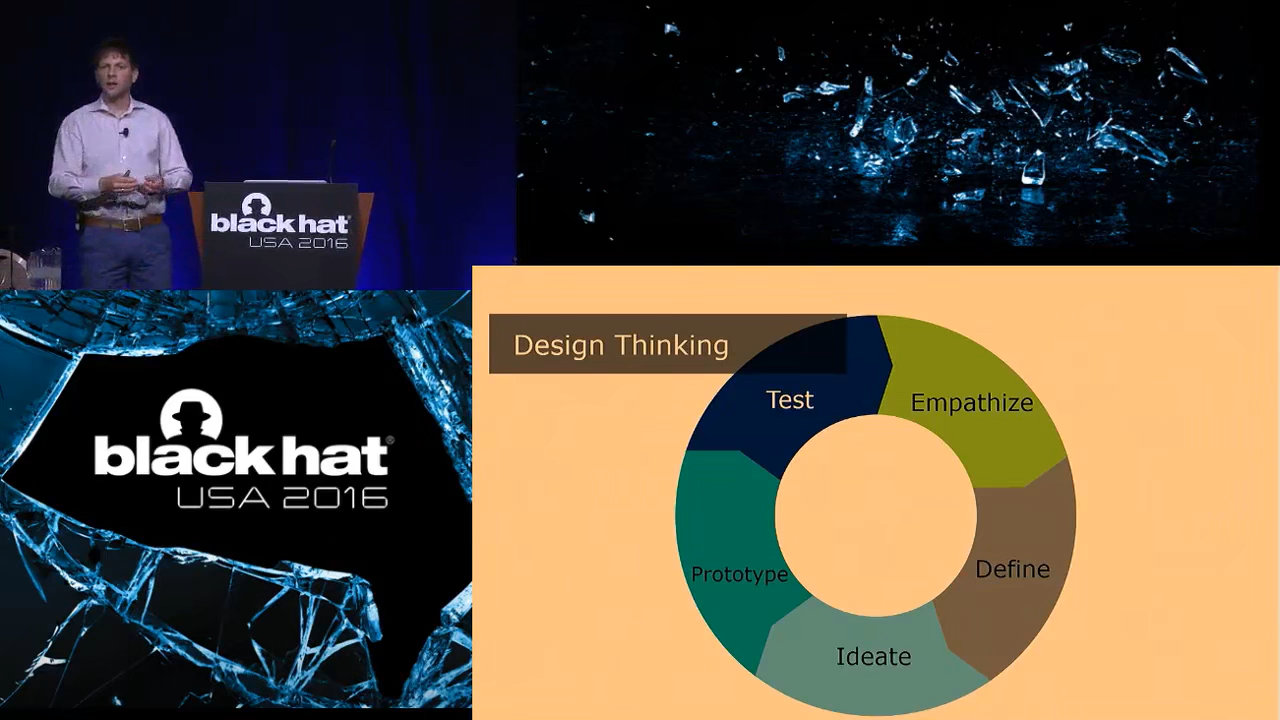 black hat
USA 2016
black hat®
USA 2016
Design Thinking
Test
Empathize
Prototype
Define
Ideate